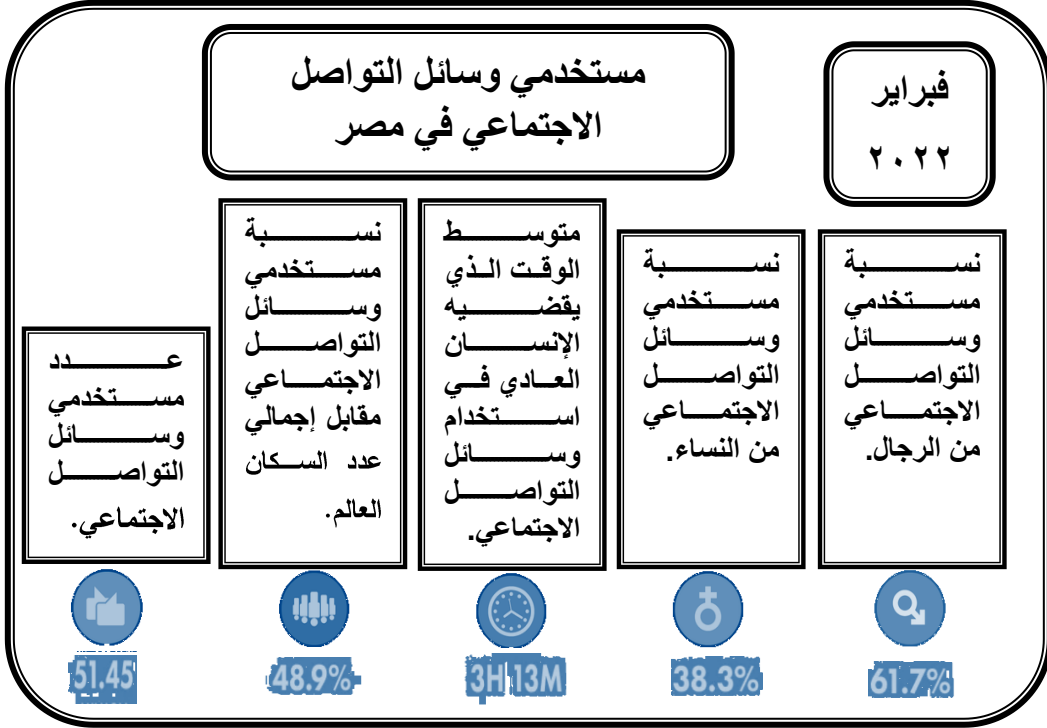 فبراير
٢٠٢٢
مستخدمي وسائل التواصل
الاجتماعي في مصر
نسبة
مستخدمي
وسائل
التواصل
الاجتماعي
من الرجال.
61.7%
نسبة
مستخدمي
وسائل
التواصل
الاجتماعي
من النساء.
38.3%
متوسط
الوقت الذي
يقضيه
الإنسان
العادي في
استخدام
وسائل
التواصل
الاجتماعي.
3H 13M
نسبة
مستخدمي
وسائل
التواصل
الاجتماعي
مقابل إجمالي
عدد السكان
العالم.
48.9%
عدد
مستخدمي
وسائل
التواصل
الاجتماعي.
51.45